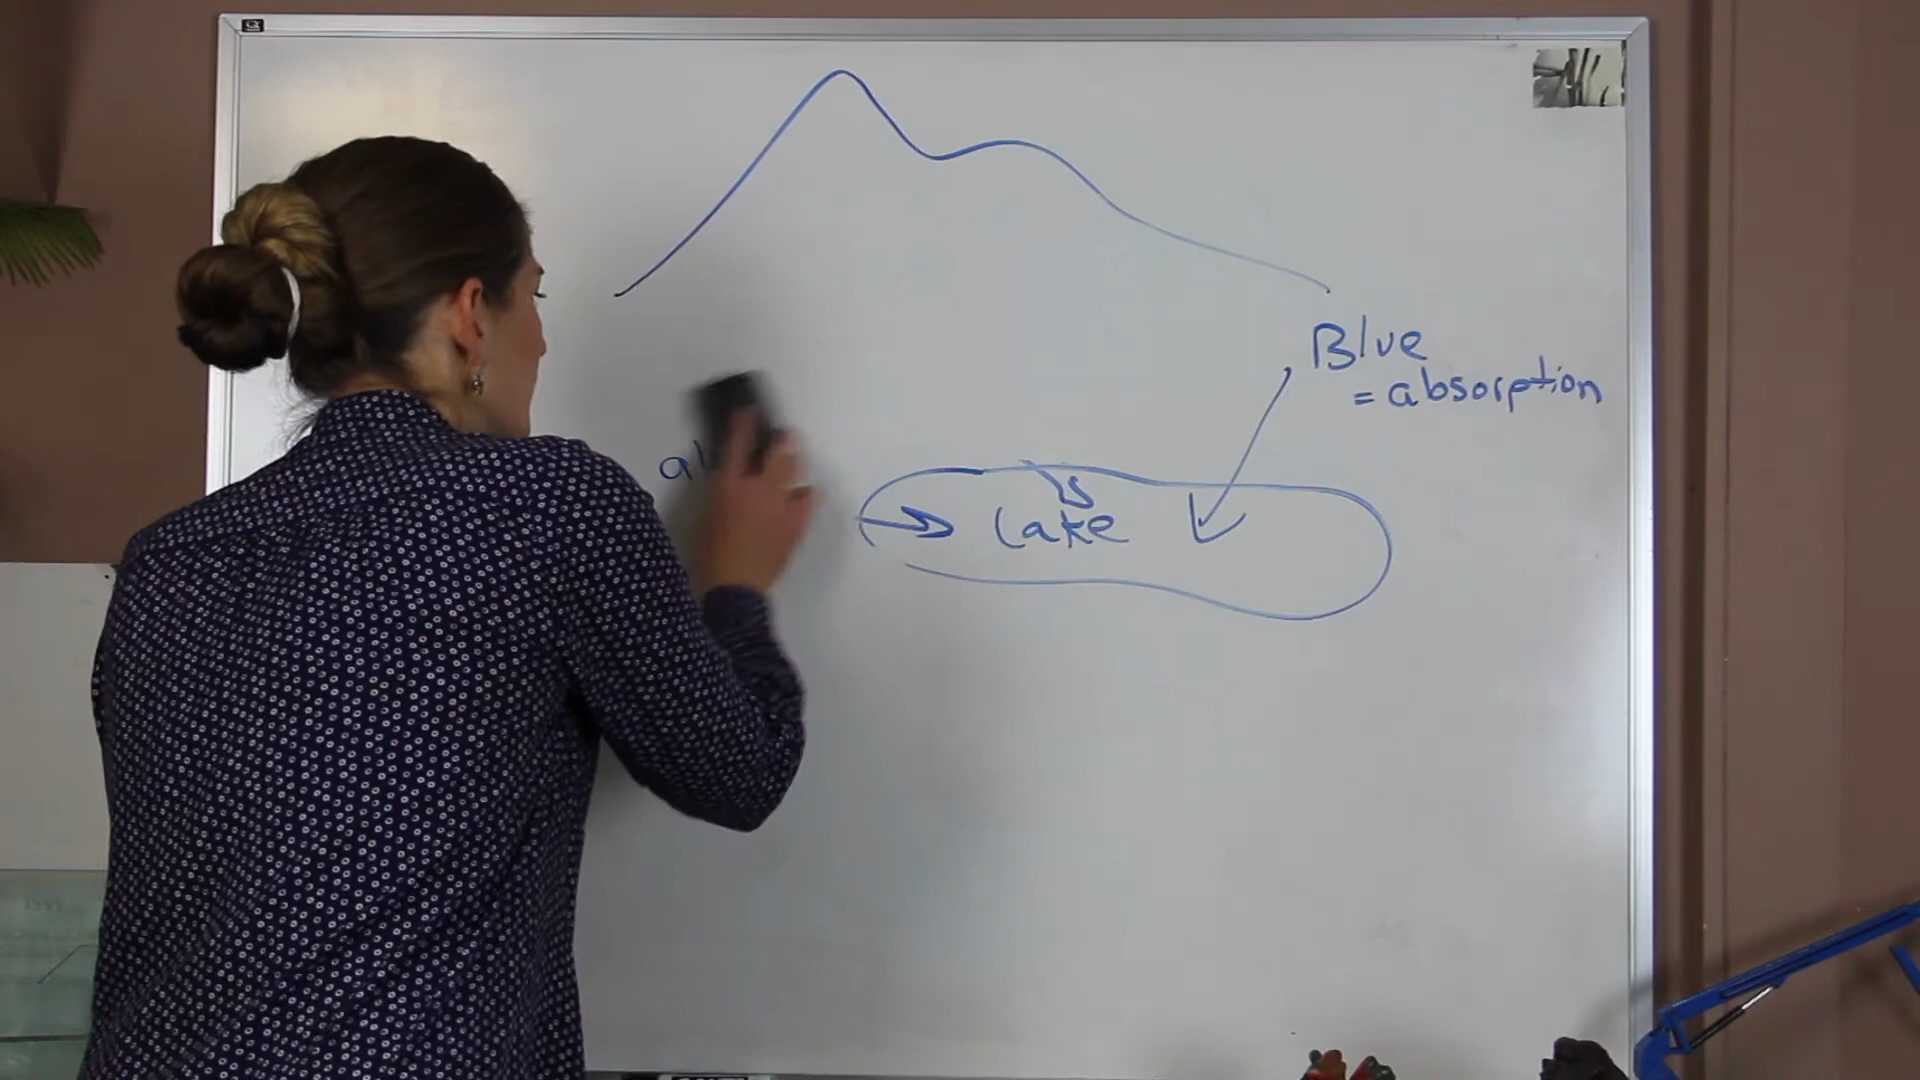 Blue
= absorption
a
Lake